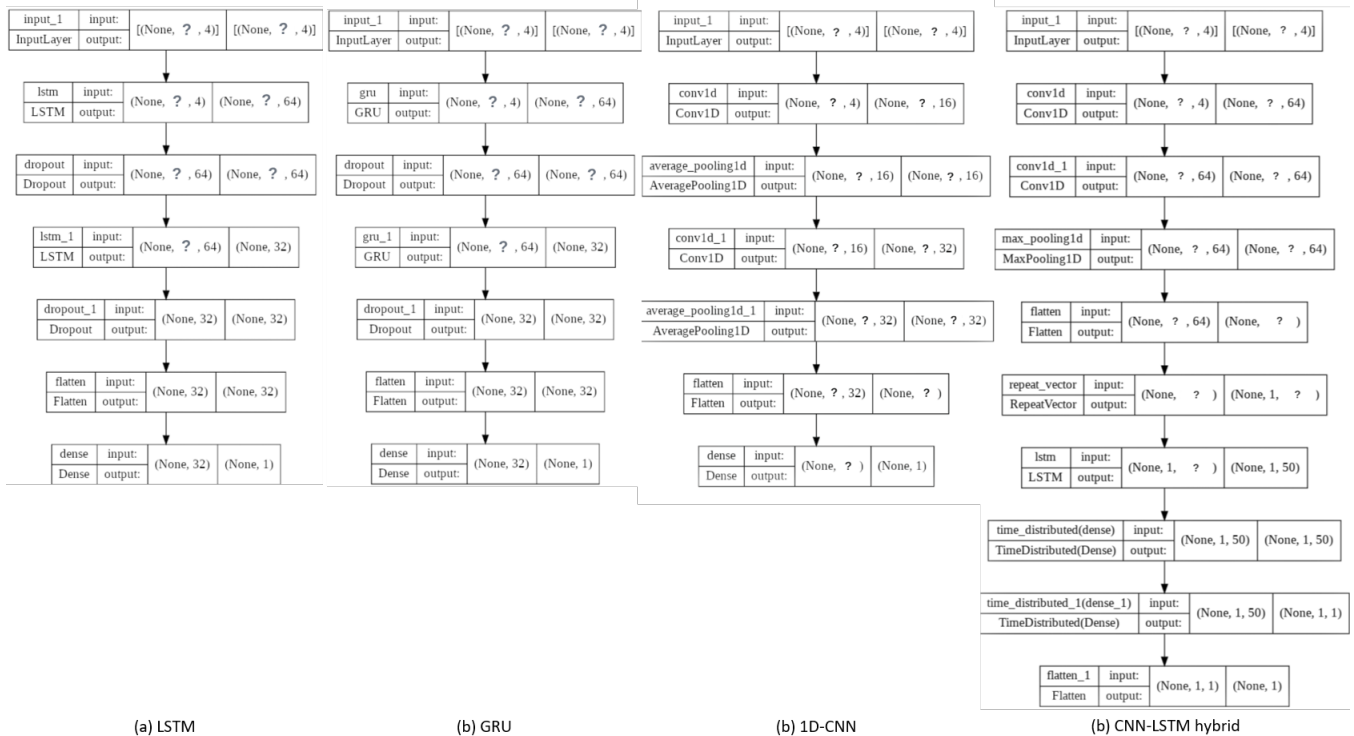 input_1 input: [(None, ? , 4)] [(None, ? , 4)]
InputLayer output:
lstm input: (None, ? , 4) (None, ? , 64)
LSTM output:
dropout input: (None, ? , 64) (None, ? , 64)
Dropout output:
lstm_1 input: (None, ? , 64) (None, 32)
LSTM output:
dropout_1 input: (None, 32) (None, 32)
Dropout output:
flatten input: (None, 32) (None, 32)
Flatten output:
dense input: (None, 32) (None, 1)
Dense output:
(a) LSTM
input_1 input: [(None, ? , 4)] [(None, ? , 4)]
InputLayer output:
gru input: (None, ? , 4) (None, ? , 64)
GRU output:
dropout input: (None, ? , 64) (None, ? , 64)
Dropout output:
gru_1 input: (None, ? , 64) (None, 32)
GRU output:
dropout_1 input: (None, 32) (None, 32)
Dropout output:
flatten input: (None, 32) (None, 32)
Flatten output:
dense input: (None, 32) (None, 1)
Dense output:
(b) GRU
input_1 input: [(None, ? , 4)] [(None, ? , 4)]
InputLayer output:
conv1d input: (None, ? , 4) (None, ? , 16)
Conv1D output:
average_pooling1d input: (None, ? , 16) (None, ? , 16)
AveragePooling1D output:
conv1d_1 input: (None, ? , 16) (None, ? , 32)
Conv1D output:
average_pooling1d_1 input: (None, ? , 32) (None, ? , 32)
AveragePooling1D output:
flatten input: (None, ? , 32) (None, ? )
Flatten output:
dense input: (None, ? ) (None, 1)
Dense output:
(b) 1D-CNN
input_1 input: [(None, ? , 4)] [(None, ? , 4)]
InputLayer output:
conv1d input: (None, ? , 4) (None, ? , 64)
Conv1D output:
conv1d_1 input: (None, ? , 64) (None, ? , 64)
Conv1D output:
max_pooling1d input: (None, ? , 64) (None, ? , 64)
MaxPooling1D output:
flatten input: (None, ? , 64) (None, ? )
Flatten output:
repeat_vector input: (None, ? ) (None, 1, ? )
RepeatVector output:
lstm input: (None, 1, ? ) (None, 1, 50)
LSTM output:
time_distributed(dense) input: (None, 1, 50) (None, 1, 50)
TimeDistributed(Dense) output:
time_distributed_1(dense_1) input: (None, 1, 50) (None, 1, 1)
TimeDistributed(Dense) output:
flatten_1 input: (None, 1, 1) (None, 1)
Flatten output:
(b) CNN-LSTM hybrid